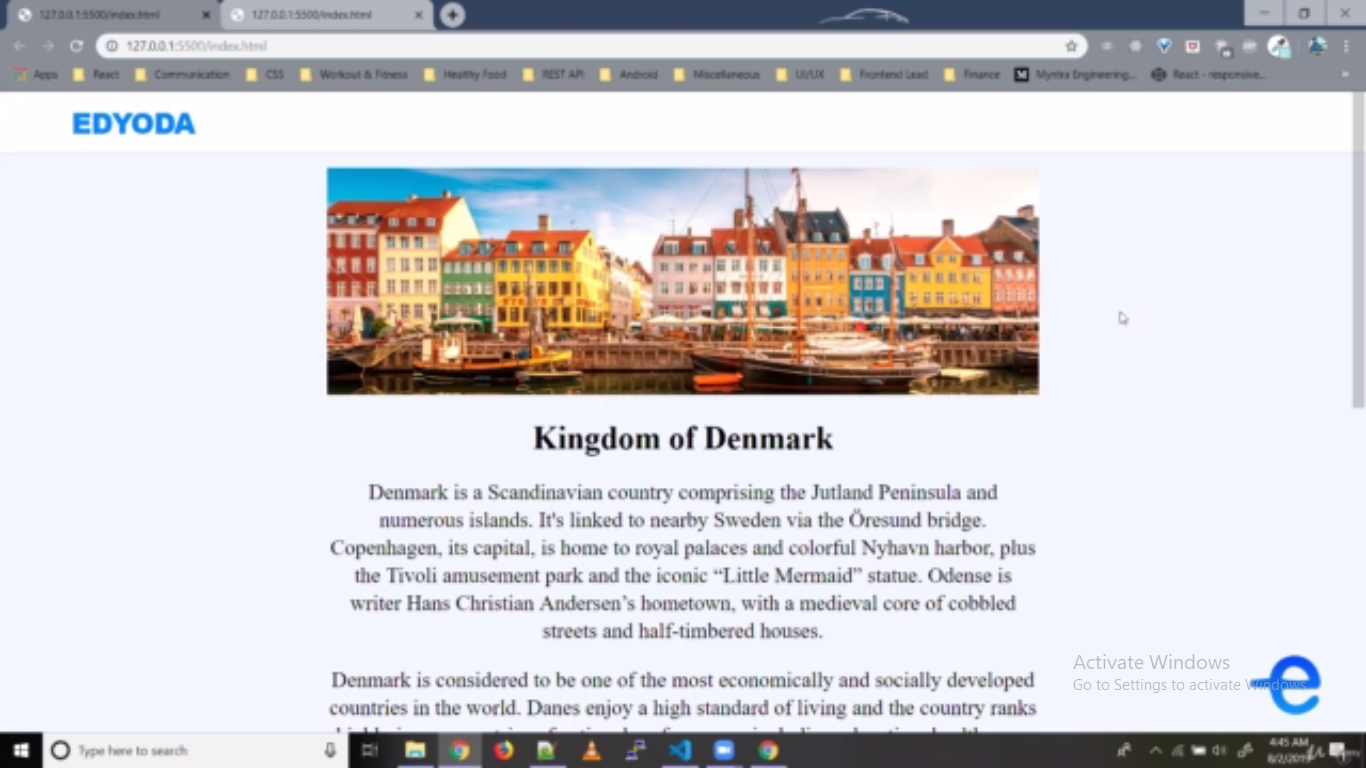 127.0.0.1:5500/index.html
127.0.0.1:5500/index.html
127.0.0.1:5500/index.html
Apps React Communication CSS Workout & Fitness Healthy Food REST API Android Miscellaneous UI/UX Frontend Lead Finance Myntra Engineering... React - responsive...
EDYODA
Kingdom of Denmark
Denmark is a Scandinavian country comprising the Jutland Peninsula and
numerous islands. It's linked to nearby Sweden via the Öresund bridge.
Copenhagen, its capital, is home to royal palaces and colorful Nyhavn harbor, plus
the Tivoli amusement park and the iconic “Little Mermaid” statue. Odense is
writer Hans Christian Andersen’s hometown, with a medieval core of cobbled
streets and half-timbered houses.
Denmark is considered to be one of the most economically and socially developed
countries in the world. Danes enjoy a high standard of living and the country ranks
Activate Windows
Go to Settings to activate Windows.
Type here to search
4:45 AM
8/2/2019